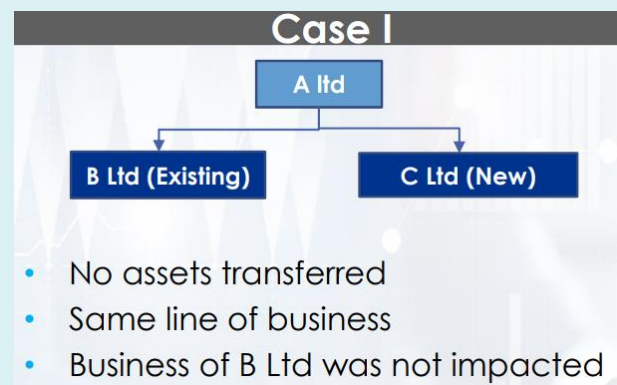 Case I
A ltd
B Ltd (Existing)
C Ltd (New)
• No assets transferred
• Same line of business
• Business of B Ltd was not impacted